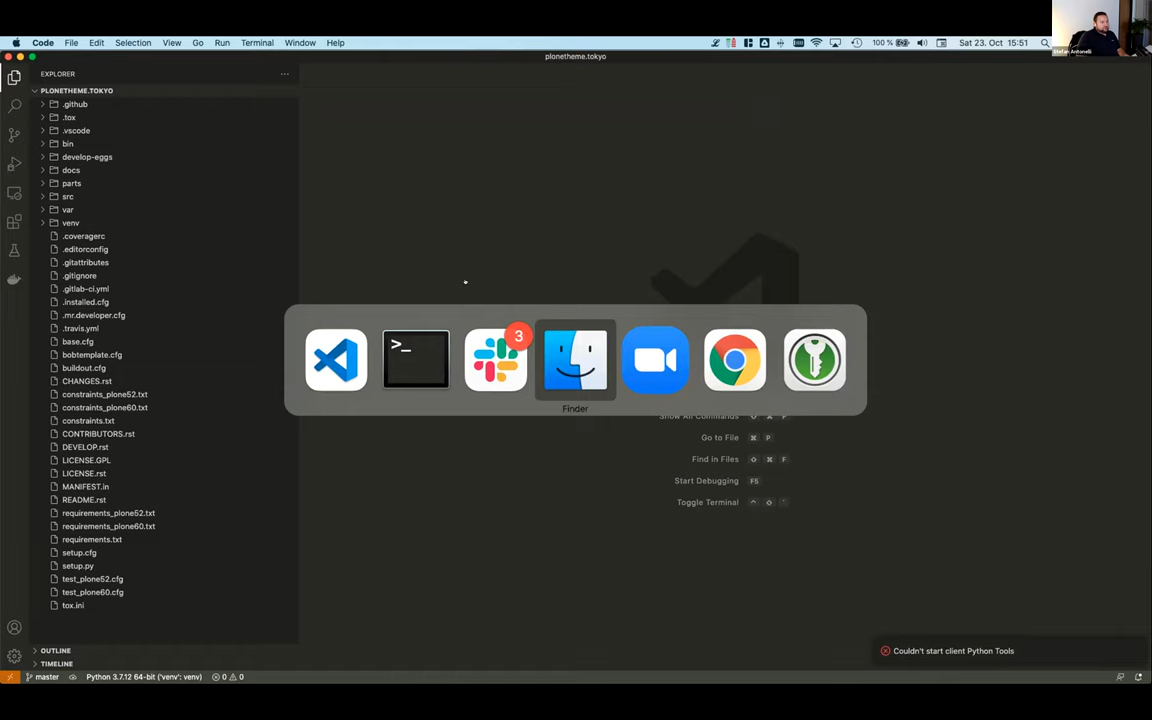 Code File Edit Selection View Go Run Terminal Window Help
100 % Sat 23. Oct 15:51
Stefan Antonelli
plonetheme.tokyo
EXPLORER
PLONETHEME.TOKYO
.github
.tox
.vscode
bin
develop-eggs
docs
parts
src
var
venv
.coveragerc
.editorconfig
.gitattributes
.gitignore
.gitlab-ci.yml
.installed.cfg
.mr.developer.cfg
.travis.yml
base.cfg
bobtemplate.cfg
buildout.cfg
CHANGES.rst
constraints_plone52.txt
constraints_plone60.txt
constraints.txt
CONTRIBUTORS.rst
DEVELOP.rst
LICENSE.GPL
LICENSE.rst
MANIFEST.in
README.rst
requirements_plone52.txt
requirements_plone60.txt
requirements.txt
setup.cfg
setup.py
test_plone52.cfg
test_plone60.cfg
tox.ini
OUTLINE
TIMELINE
>_
3
Finder
Show All Commands ⇧ ⌘ P
Go to File ⌘ P
Find in Files ⇧ ⌘ F
Start Debugging F5
Toggle Terminal ^ ⇧ `
Couldn't start client Python Tools
master Python 3.7.12 64-bit ('venv': venv) 0 0